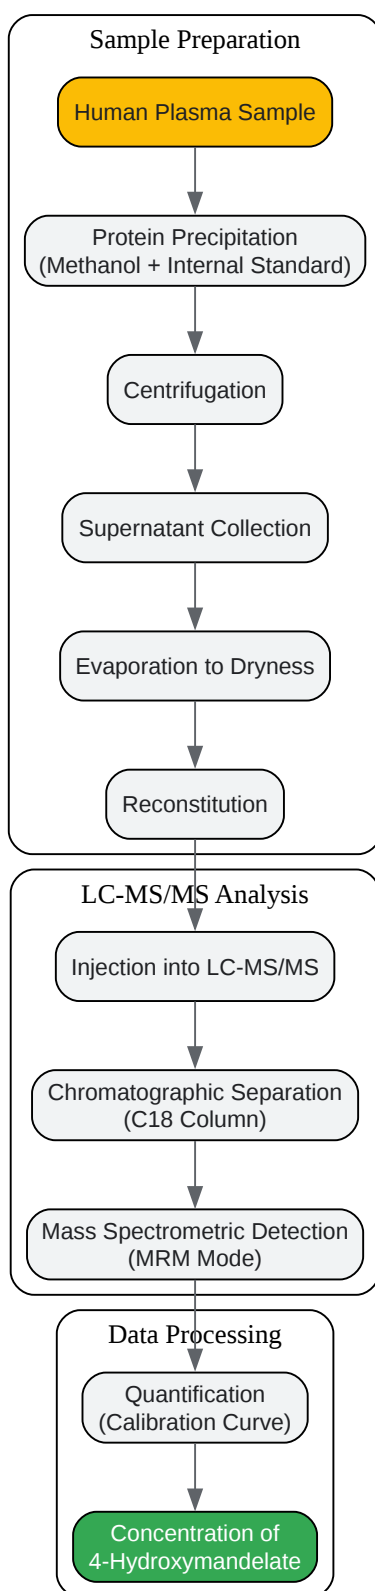 Sample Preparation
Human Plasma Sample
Protein Precipitation
(Methanol + Internal Standard)
Centrifugation
Supernatant Collection
Evaporation to Dryness
Reconstitution
LC-MS/MS Analysis
Injection into LC-MS/MS
Chromatographic Separation
(C18 Column)
Mass Spectrometric Detection
(MRM Mode)
Data Processing
Quantification
(Calibration Curve)
Concentration of
4-Hydroxymandelate